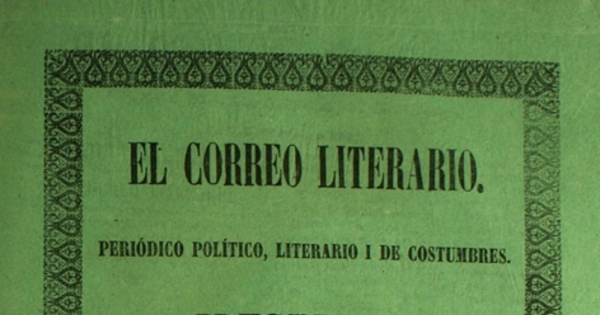 EL CORREO LITERARIO.
PERIÓDICO POLÍTICO, LITERARIO I DE COSTUMBRES.